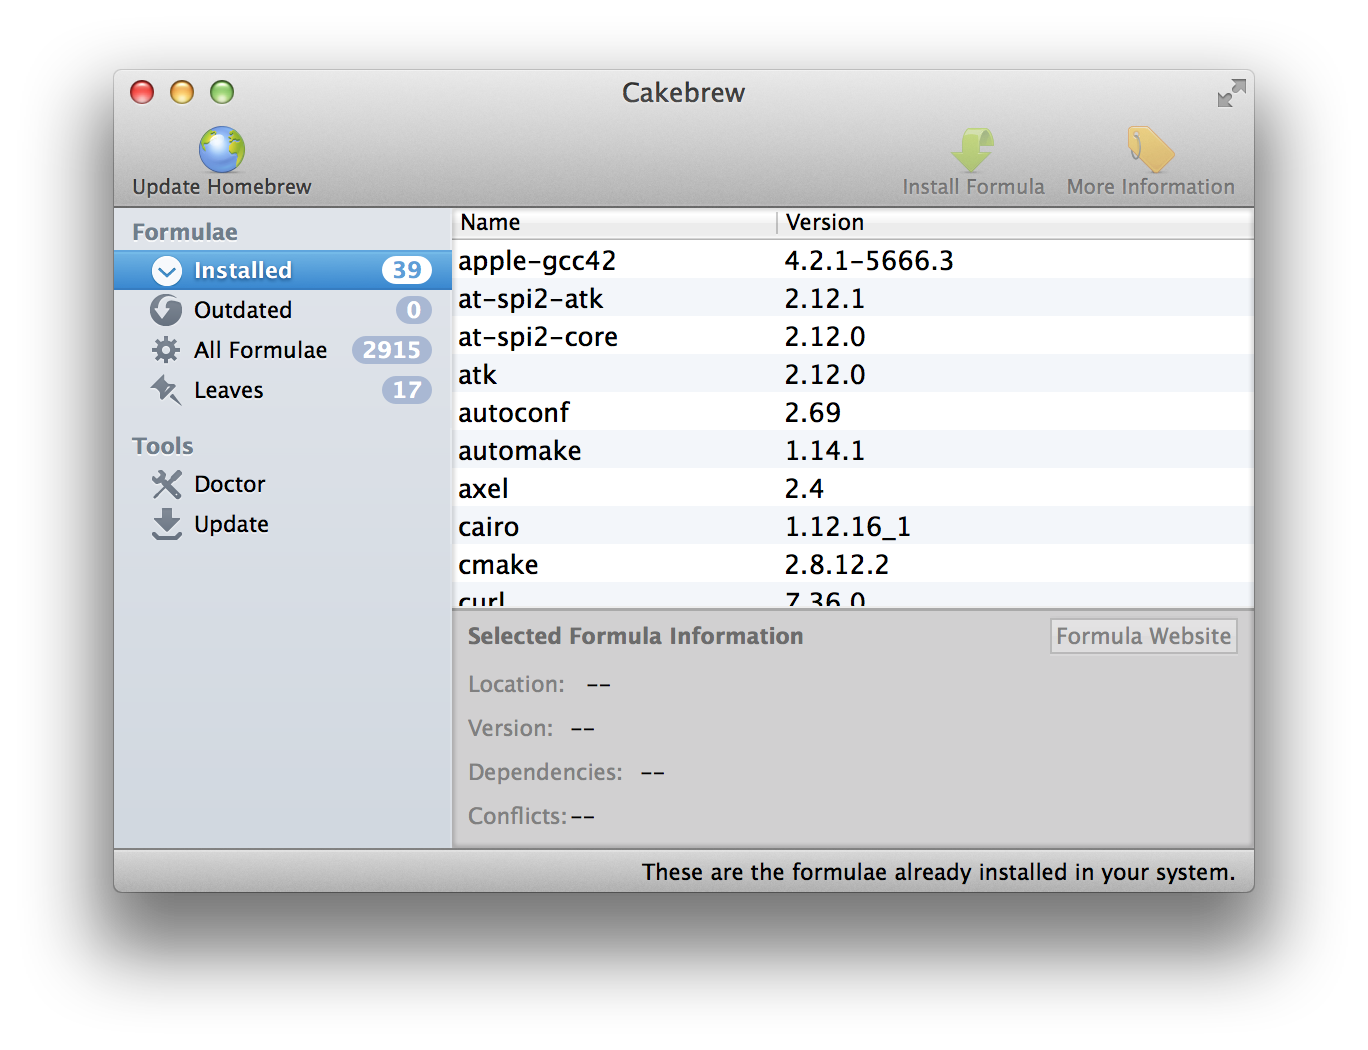 Cakebrew
Update Homebrew
Install Formula
More Information
Formulae
Installed 39
Outdated 0
All Formulae 2915
Leaves 17
Tools
Doctor
Update
Name Version
apple-gcc42 4.2.1-5666.3
at-spi2-atk 2.12.1
at-spi2-core 2.12.0
atk 2.12.0
autoconf 2.69
automake 1.14.1
axel 2.4
cairo 1.12.16_1
cmake 2.8.12.2
curl 7.36.0
Selected Formula Information
Formula Website
Location: --
Version: --
Dependencies: --
Conflicts: --
These are the formulae already installed in your system.